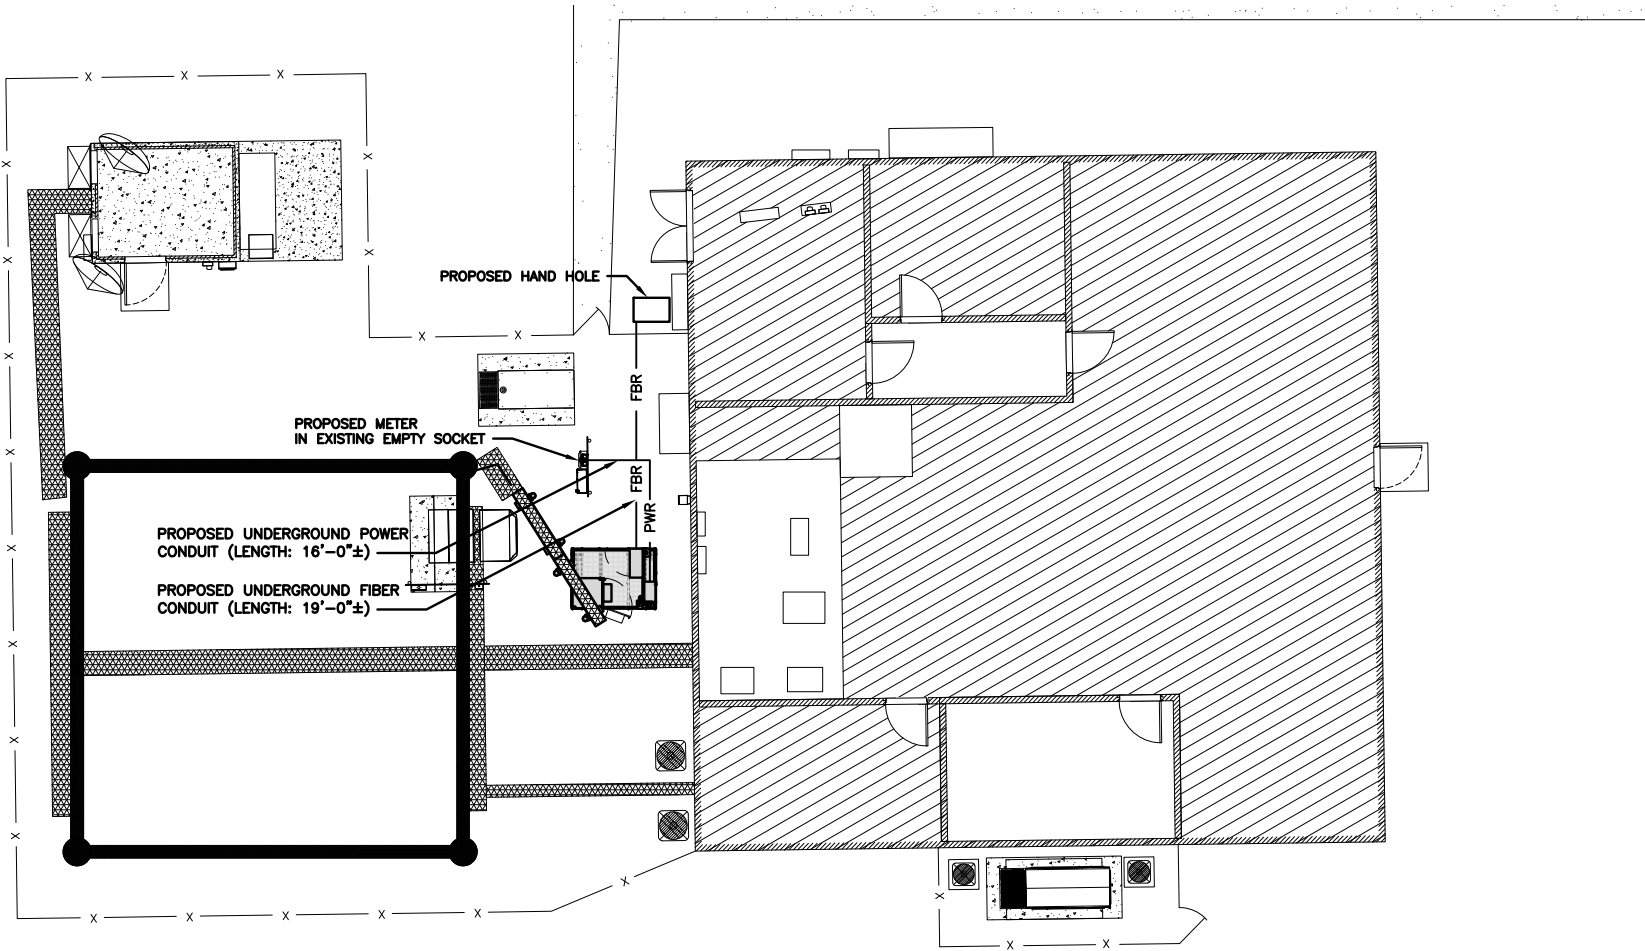 PROPOSED HAND HOLE
FBR
PROPOSED METER
IN EXISTING EMPTY SOCKET
FBR
PWR
PROPOSED UNDERGROUND POWER
CONDUIT (LENGTH: 16'-0"±)
PROPOSED UNDERGROUND FIBER
CONDUIT (LENGTH: 19'-0"±)